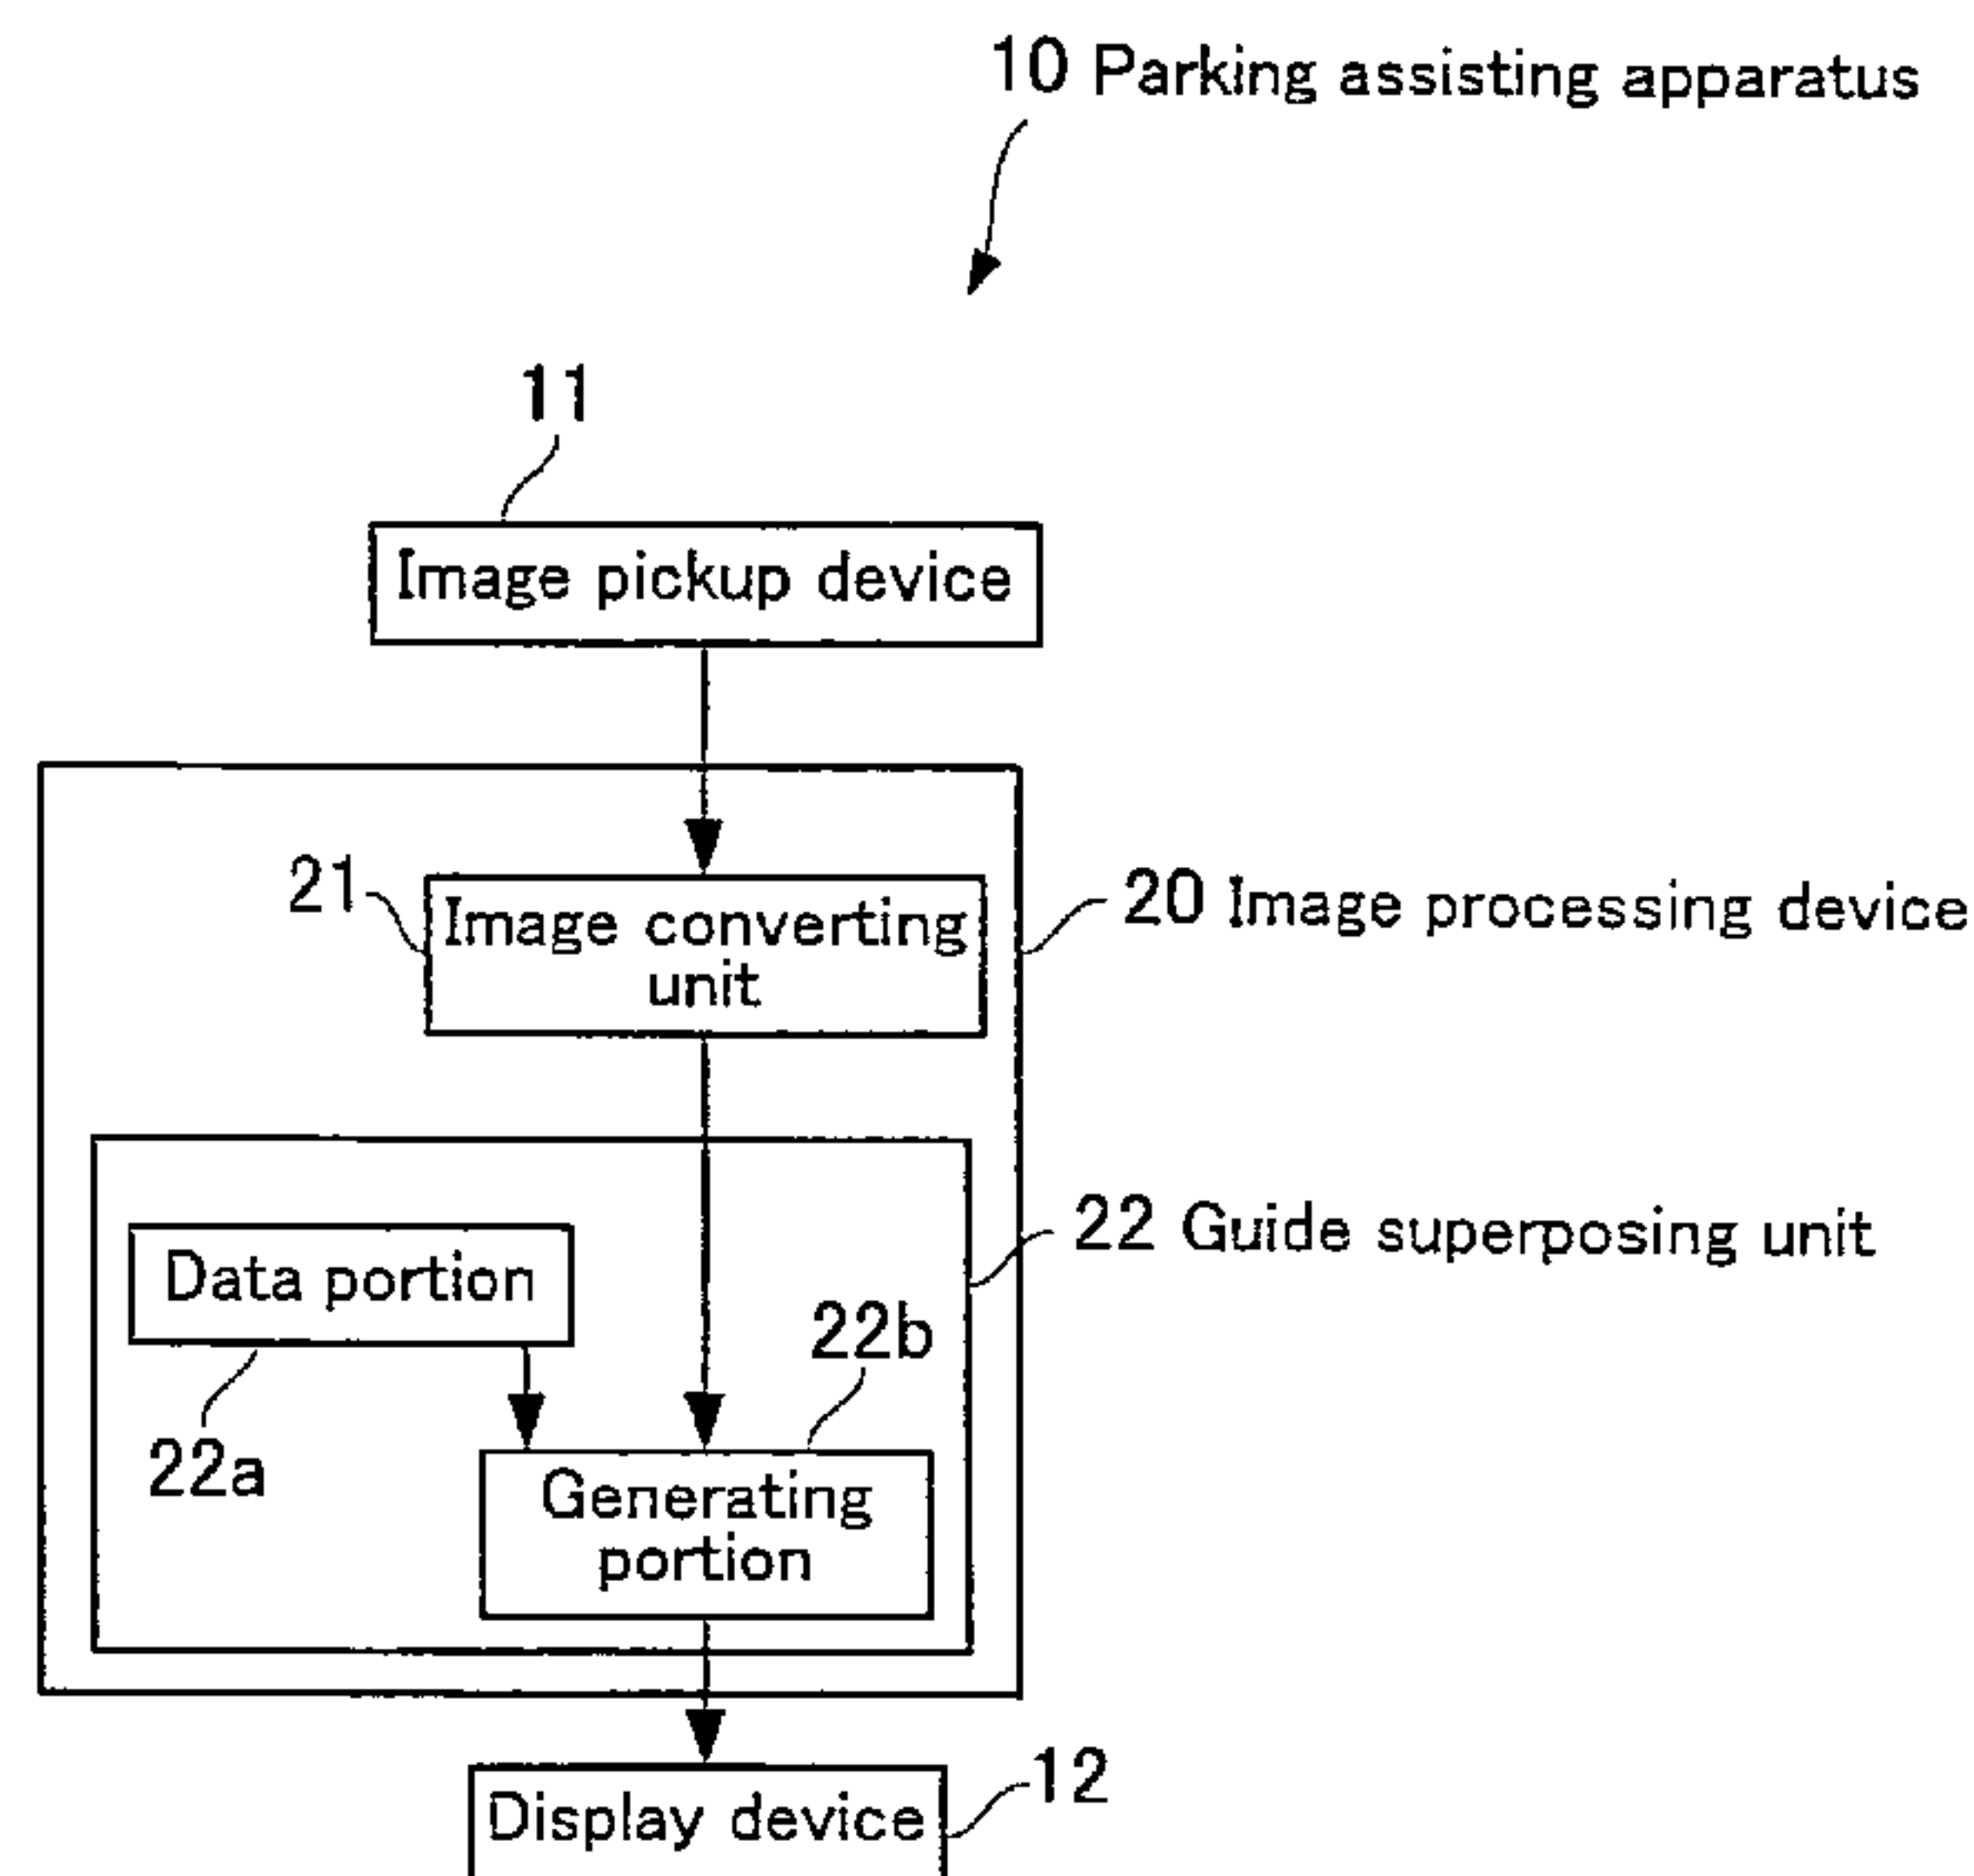 10 Parking assisting apparatus
11
Image pickup device
21
Image converting
unit
20 Image processing device
22 Guide superposing unit
Data portion
22b
22a
Generating
portion
12
Display device